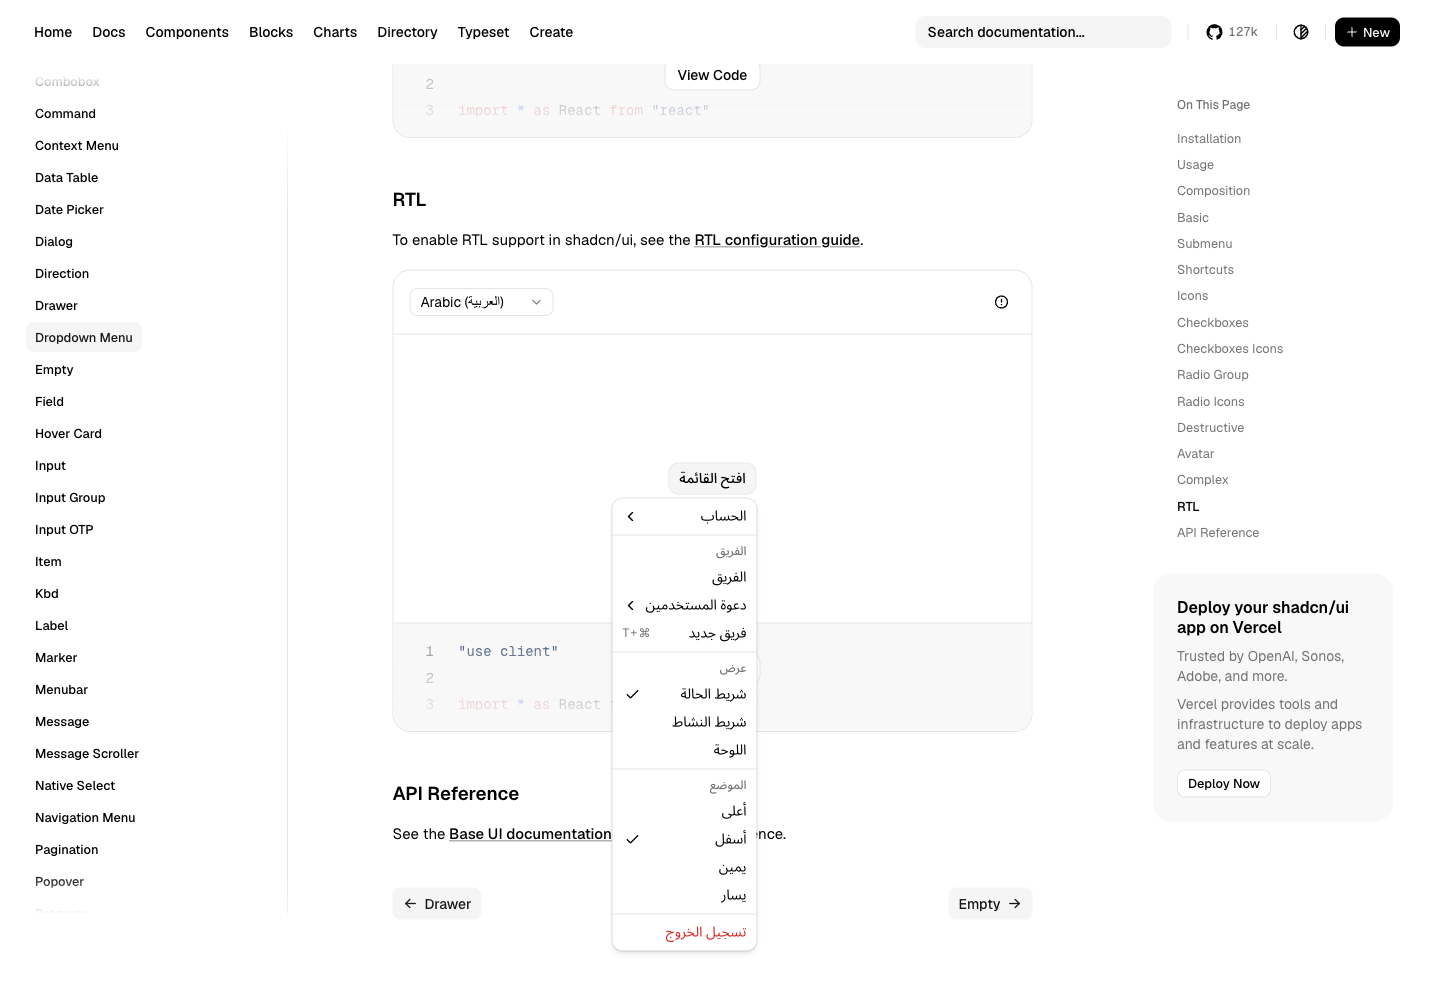 Home Docs Components Blocks Charts Directory Typeset Create
Search documentation...
127k
New
Combobox
Command
Context Menu
Data Table
Date Picker
Dialog
Direction
Drawer
Dropdown Menu
Empty
Field
Hover Card
Input
Input Group
Input OTP
Item
Kbd
Label
Marker
Menubar
Message
Message Scroller
Native Select
Navigation Menu
Pagination
Popover
View Code
2
3 import * as React from "react"
RTL
To enable RTL support in shadcn/ui, see the RTL configuration guide.
Arabic (العربية)
افتح القائمة
الحساب
الفريق
الفريق
دعوة المستخدمين
فريق جديد ⌘+T
عرض
شريط الحالة
شريط النشاط
اللوحة
الموضع
أعلى
أسفل
يمين
يسار
تسجيل الخروج
1 "use client"
2
3 import * as React
API Reference
See the Base UI documentation
Drawer
Empty
On This Page
Installation
Usage
Composition
Basic
Submenu
Shortcuts
Icons
Checkboxes
Checkboxes Icons
Radio Group
Radio Icons
Destructive
Avatar
Complex
RTL
API Reference
Deploy your shadcn/ui
app on Vercel
Trusted by OpenAI, Sonos,
Adobe, and more.
Vercel provides tools and
infrastructure to deploy apps
and features at scale.
Deploy Now